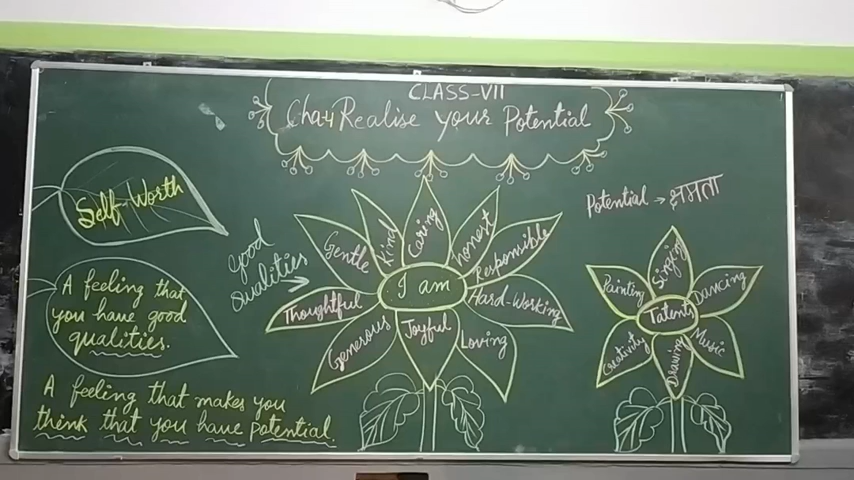 CLASS-VII
Cha-4 Realise your Potential
Self-Worth
A feeling that
you have good
qualities.
A feeling that makes you
think that you have potential.
Good
Qualities →
I am
Thoughtful
Gentle
Kind
Caring
honest
Responsible
Hard-Working
Loving
Joyful
Generous
Potential → क्षमता
Talents
Painting
Singing
Dancing
Music
Drawing
Creativity